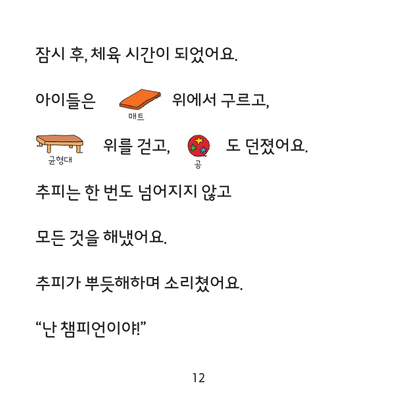 잠시 후, 체육 시간이 되었어요.
아이들은 매트 위에서 구르고,
균형대 위를 걷고, 공 도 던졌어요.
추피는 한 번도 넘어지지 않고
모든 것을 해냈어요.
추피가 뿌듯해하며 소리쳤어요.
“난 챔피언이야!”
12